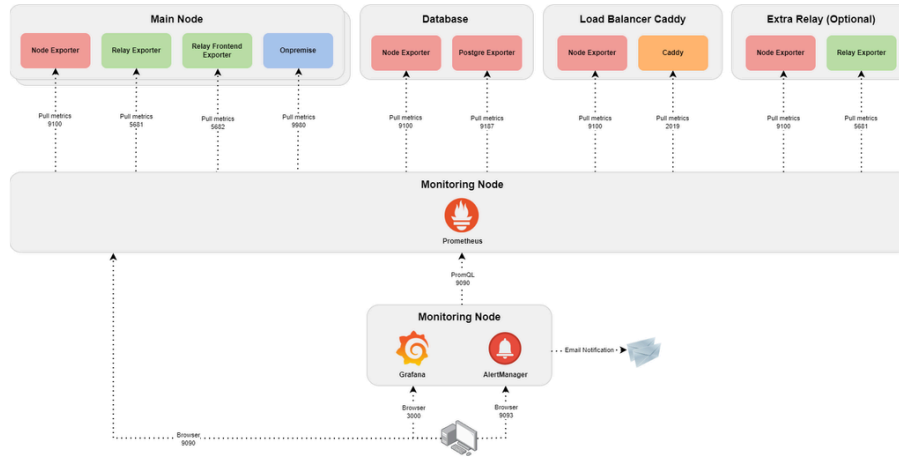 Main Node
Database
Load Balancer Caddy
Extra Relay (Optional)
Node Exporter
Relay Exporter
Relay Frontend
Exporter
Onpremise
Node Exporter
Postgre Exporter
Node Exporter
Caddy
Node Exporter
Relay Exporter
Pull metrics
9100
Pull metrics
5681
Pull metrics
5682
Pull metrics
9980
Pull metrics
9100
Pull metrics
9187
Pull metrics
9100
Pull metrics
2019
Pull metrics
9100
Pull metrics
5681
Monitoring Node
Prometheus
PromQL
9090
Monitoring Node
Grafana
AlertManager
Email Notification
Browser
3000
Browser
9093
Browser
9090